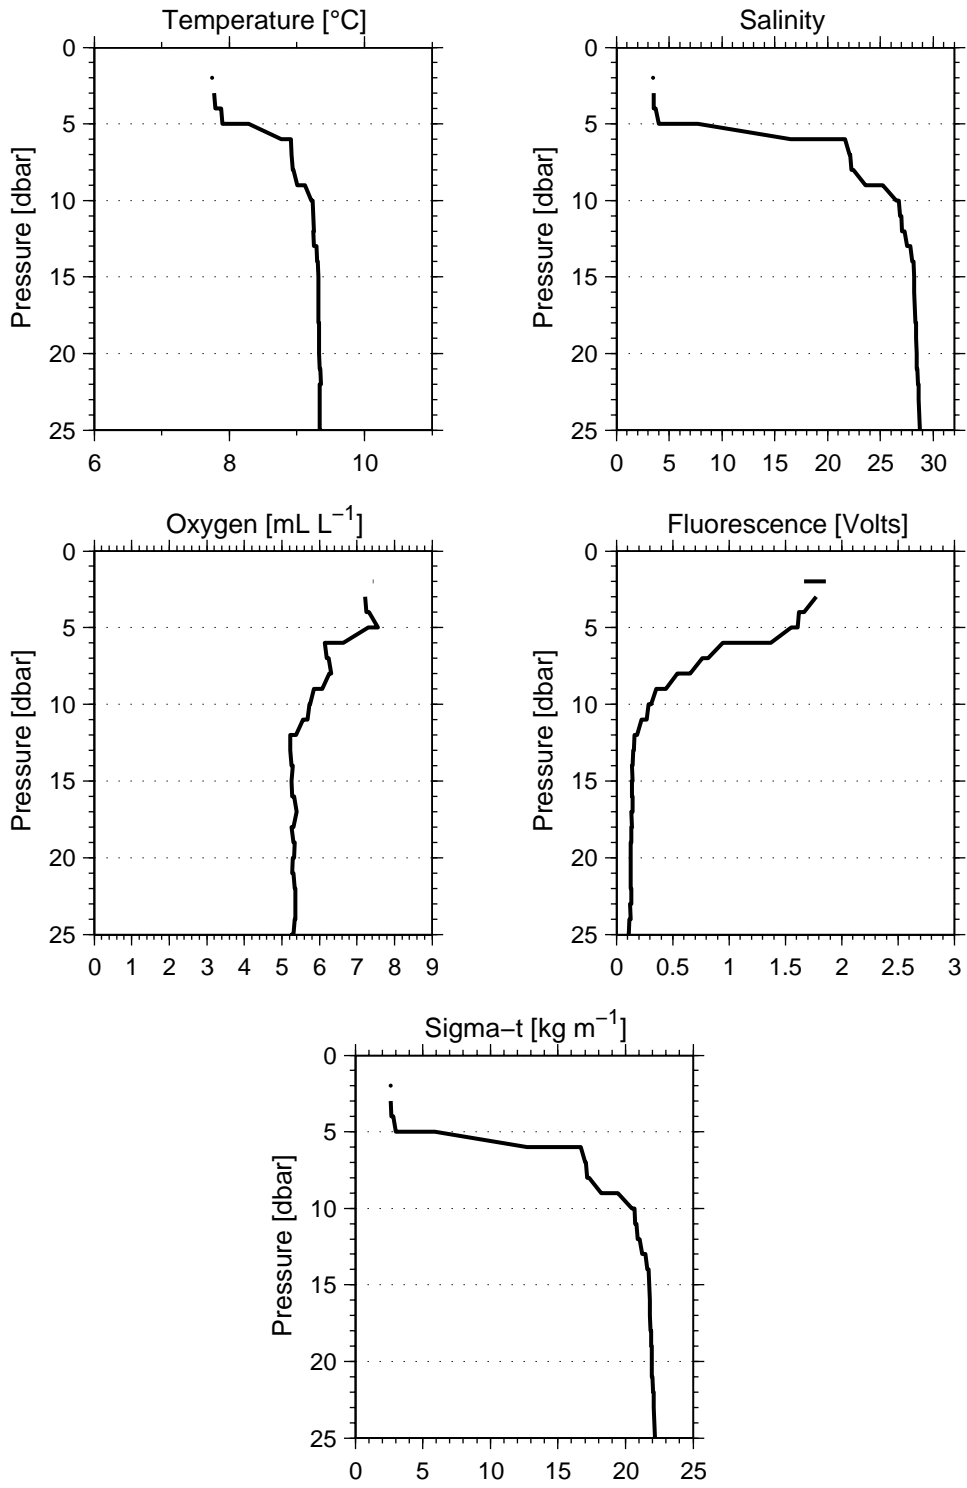 Temperature [°C]
0
5
10
15
20
25
Pressure [dbar]
6 8 10
Salinity
0
5
10
15
20
25
Pressure [dbar]
0 5 10 15 20 25 30
Oxygen [mL L⁻¹]
0
5
10
15
20
25
Pressure [dbar]
0 1 2 3 4 5 6 7 8 9
Fluorescence [Volts]
0
5
10
15
20
25
Pressure [dbar]
0 0.5 1 1.5 2 2.5 3
Sigma−t [kg m⁻¹]
0
5
10
15
20
25
Pressure [dbar]
0 5 10 15 20 25